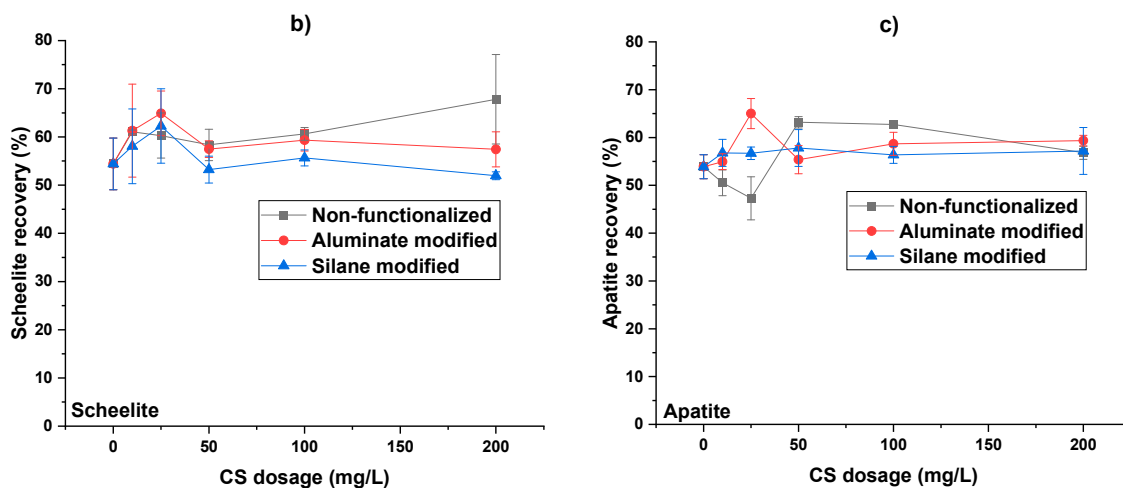 b)
Scheelite recovery (%)
80
70
60
50
40
30
20
10
0
Non-functionalized
Aluminate modified
Silane modified
Scheelite
0 50 100 150 200
CS dosage (mg/L)
c)
Apatite recovery (%)
80
70
60
50
40
30
20
10
0
Non-functionalized
Aluminate modified
Silane modified
Apatite
0 50 100 150 200
CS dosage (mg/L)